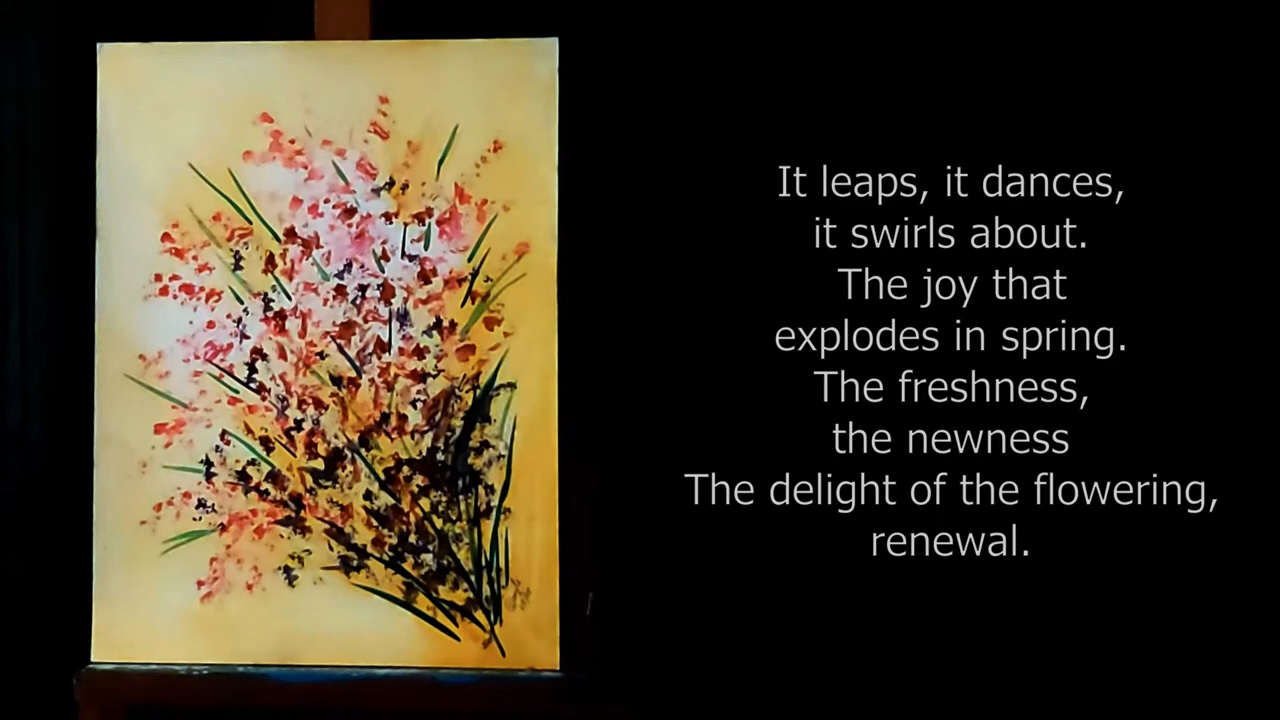 It leaps, it dances,
it swirls about.
The joy that
explodes in spring.
The freshness,
the newness
The delight of the flowering,
renewal.